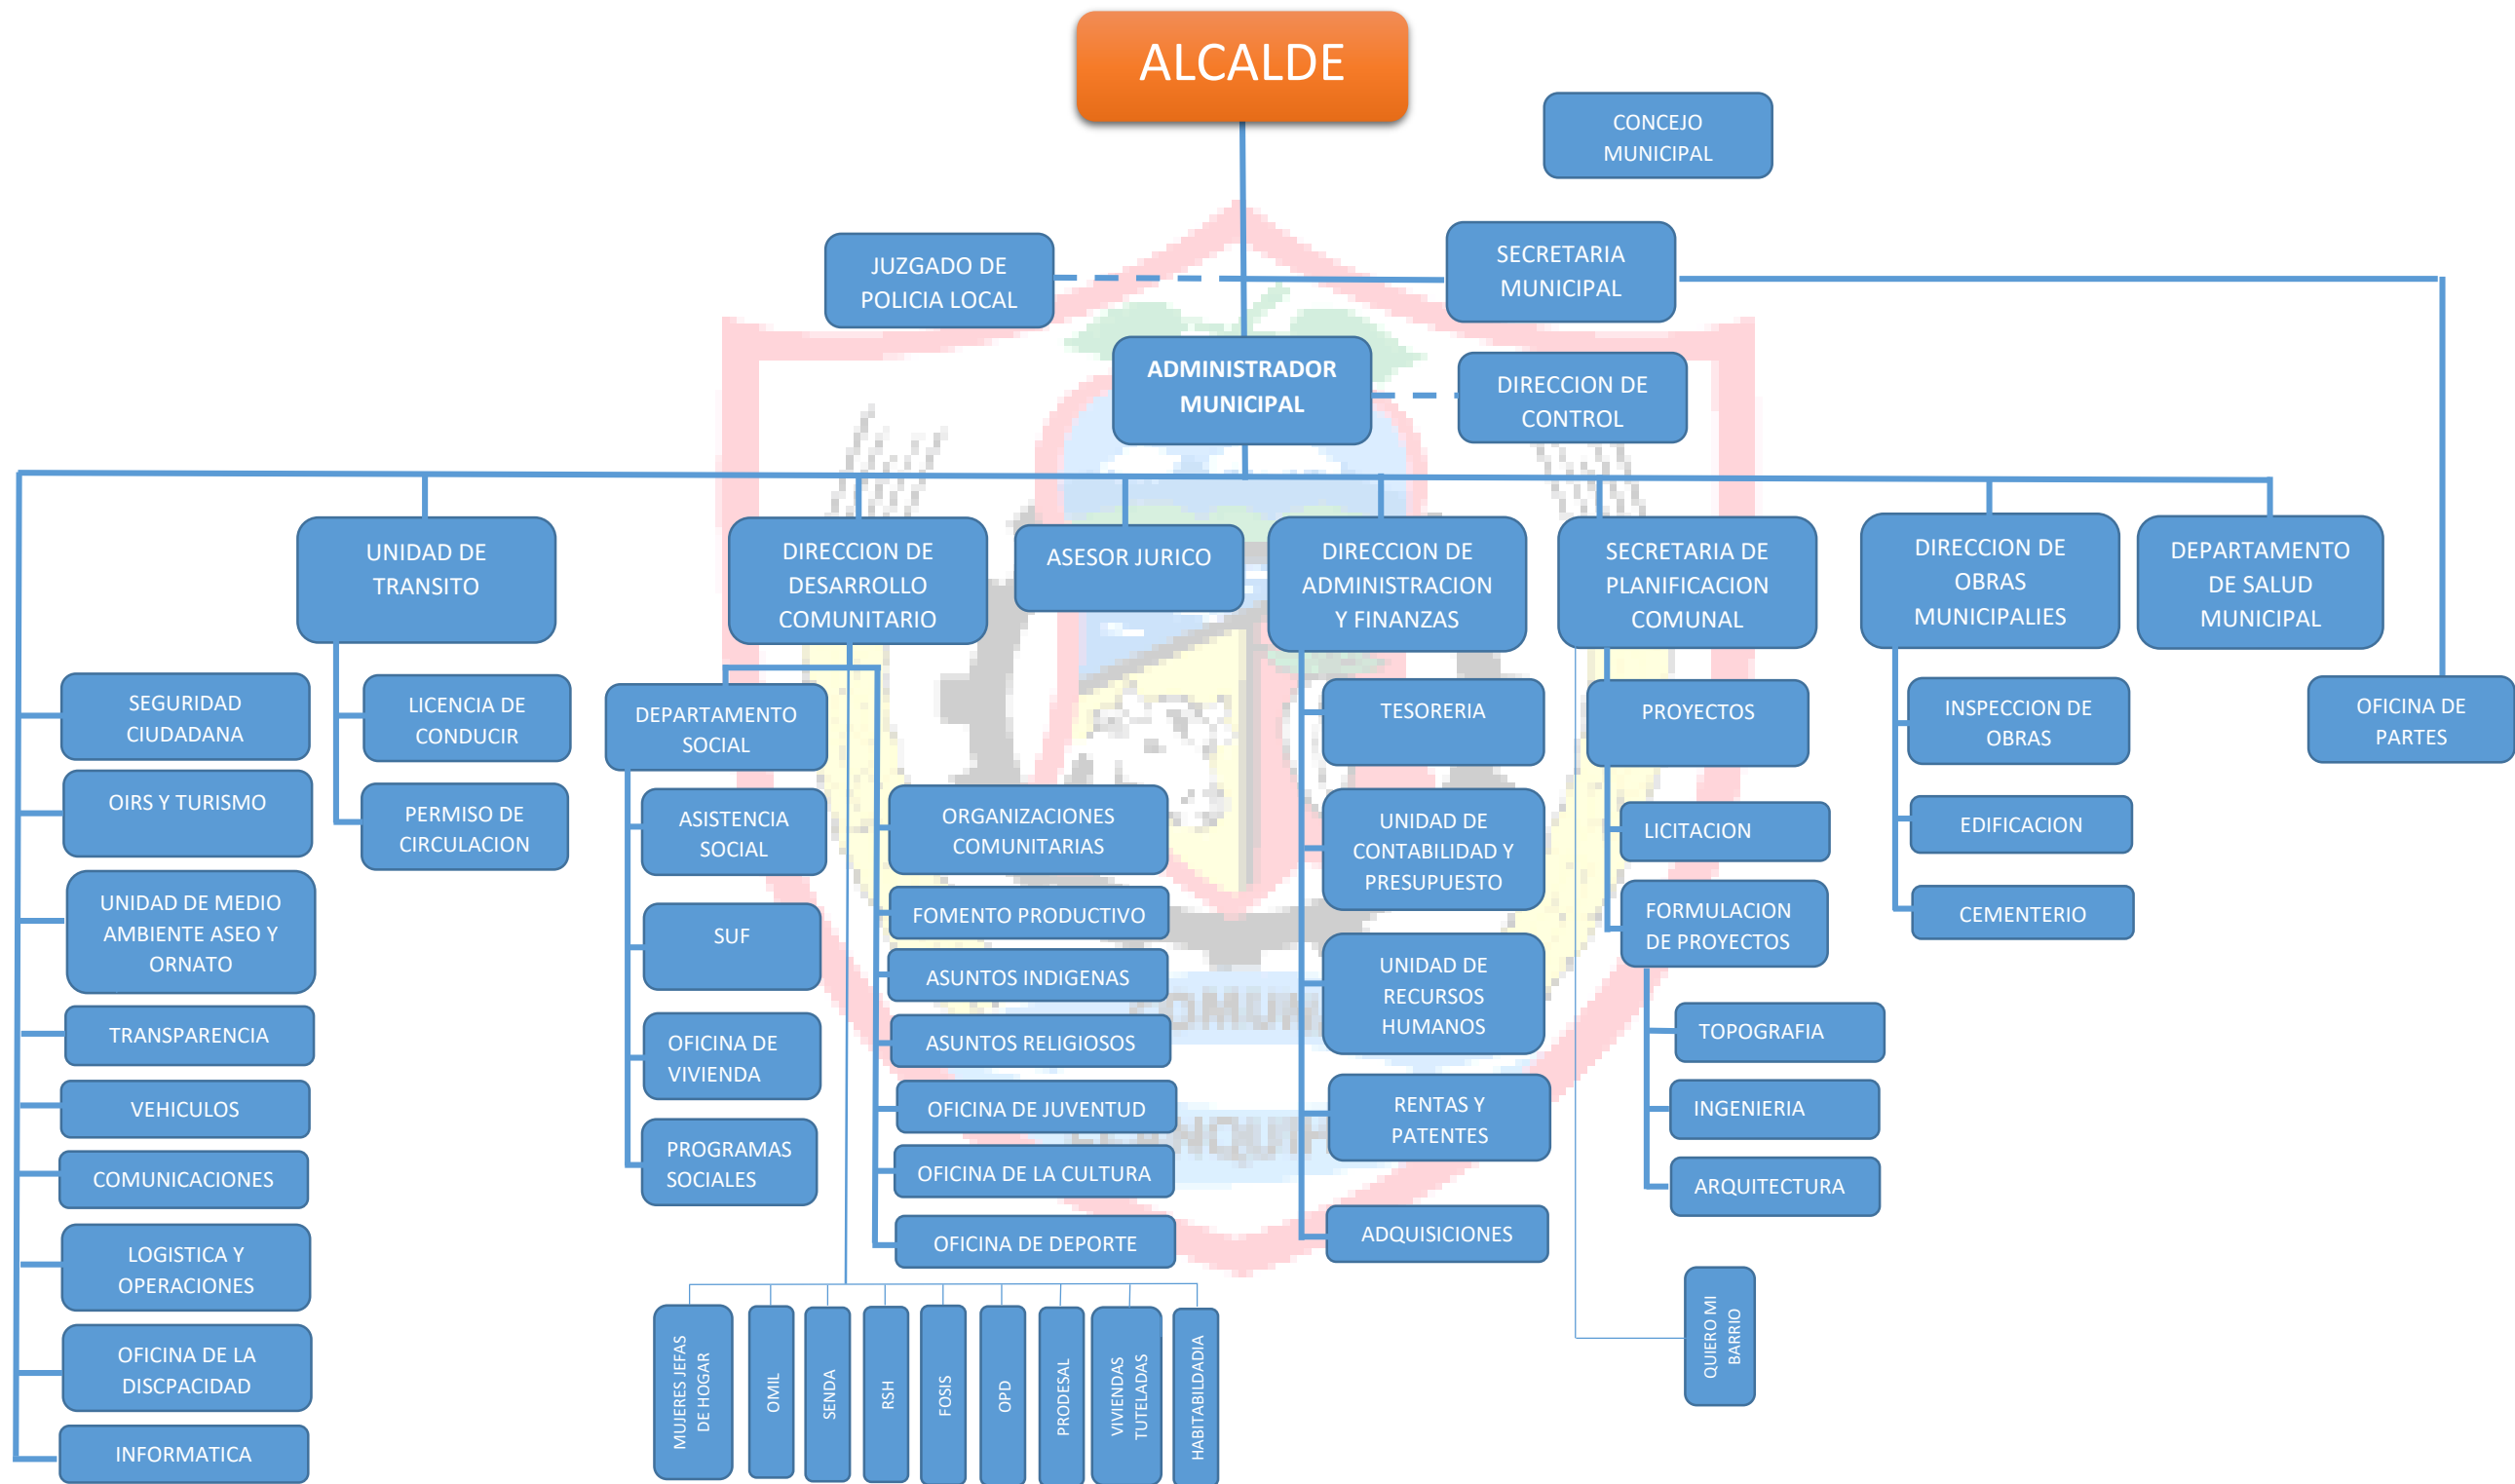 ALCALDE
CONCEJO
MUNICIPAL
JUZGADO DE
POLICIA LOCAL
SECRETARIA
MUNICIPAL
ADMINISTRADOR
MUNICIPAL
DIRECCION DE
CONTROL
UNIDAD DE
TRANSITO
DIRECCION DE
DESARROLLO
COMUNITARIO
ASESOR JURICO
DIRECCION DE
ADMINISTRACION
Y FINANZAS
SECRETARIA DE
PLANIFICACION
COMUNAL
DIRECCION DE
OBRAS
MUNICIPALIES
DEPARTAMENTO
DE SALUD
MUNICIPAL
SEGURIDAD
CIUDADANA
OIRS Y TURISMO
UNIDAD DE MEDIO
AMBIENTE ASEO Y
ORNATO
TRANSPARENCIA
VEHICULOS
COMUNICACIONES
LOGISTICA Y
OPERACIONES
OFICINA DE LA
DISCPACIDAD
INFORMATICA
LICENCIA DE
CONDUCIR
PERMISO DE
CIRCULACION
DEPARTAMENTO
SOCIAL
ASISTENCIA
SOCIAL
SUF
OFICINA DE
VIVIENDA
PROGRAMAS
SOCIALES
ORGANIZACIONES
COMUNITARIAS
FOMENTO PRODUCTIVO
ASUNTOS INDIGENAS
ASUNTOS RELIGIOSOS
OFICINA DE JUVENTUD
OFICINA DE LA CULTURA
OFICINA DE DEPORTE
MUJERES JEFAS
DE HOGAR
OMIL
SENDA
RSH
FOSIS
OPD
PRODESAL
VIVIENDAS
TUTELADAS
HABITABILDADIA
TESORERIA
UNIDAD DE
CONTABILIDAD Y
PRESUPUESTO
UNIDAD DE
RECURSOS
HUMANOS
RENTAS Y
PATENTES
ADQUISICIONES
PROYECTOS
LICITACION
FORMULACION
DE PROYECTOS
TOPOGRAFIA
INGENIERIA
ARQUITECTURA
QUIERO MI
BARRIO
INSPECCION DE
OBRAS
EDIFICACION
CEMENTERIO
OFICINA DE
PARTES